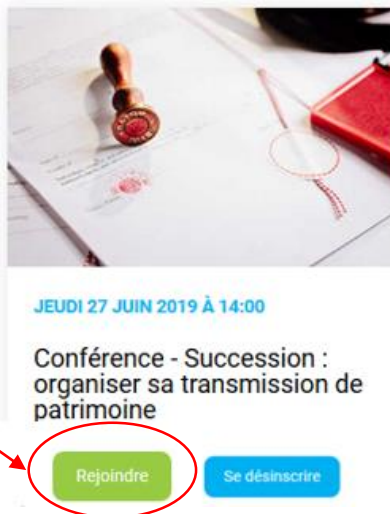 JEUDI 27 JUIN 2019 À 14:00
Conférence - Succession :
organiser sa transmission de
patrimoine
Rejoindre
Se désinscrire